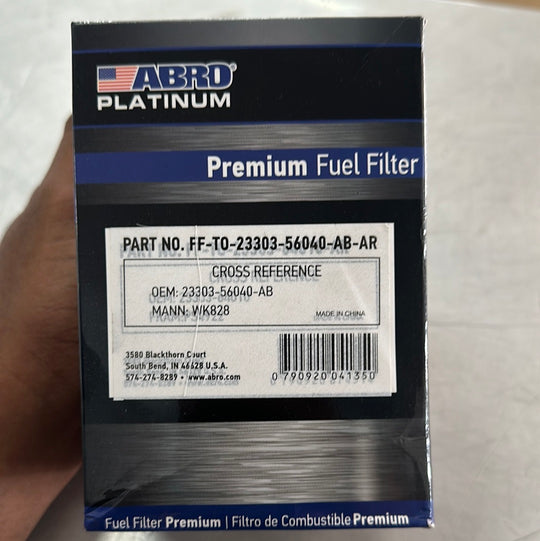 ABRO®
PLATINUM
Premium Fuel Filter
PART NO. FF-TO-23303-56040-AB-AR
CROSS REFERENCE
OEM: 23303-56040-AB
MANN: WK828
MADE IN CHINA
3580 Blackthorn Court
South Bend, IN 46628 U.S.A.
574-274-8289 • www.abro.com
0 790920 041350
Fuel Filter Premium | Filtro de Combustible Premium